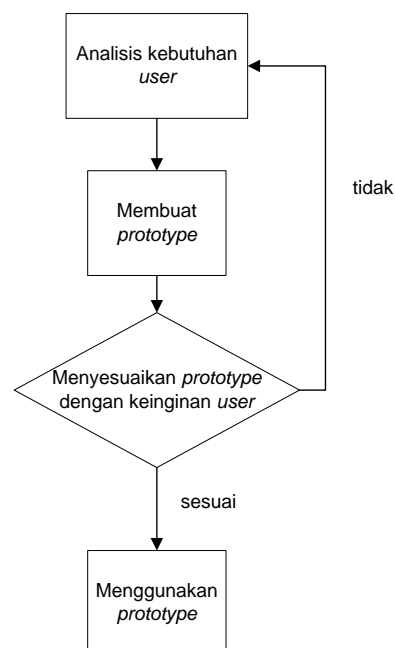 Analisis kebutuhan
user
tidak
Membuat
prototype
Menyesuaikan prototype
dengan keinginan user
sesuai
Menggunakan
prototype